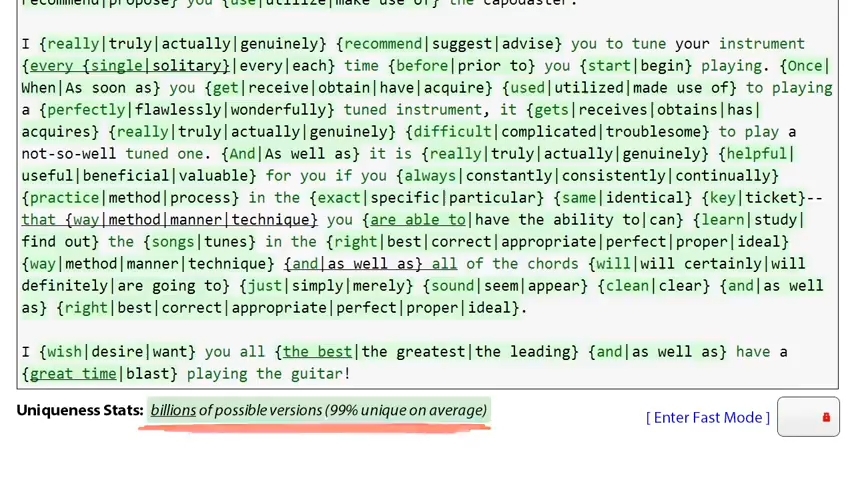 recommend|propose} you {use|utilize|make use of} the capodaster.
I {really|truly|actually|genuinely} {recommend|suggest|advise} you to tune your instrument
{every {single|solitary}|every|each} time {before|prior to} you {start|begin} playing. {Once|
When|As soon as} you {get|receive|obtain|have|acquire} {used|utilized|made use of} to playing
a {perfectly|flawlessly|wonderfully} tuned instrument, it {gets|receives|obtains|has|
acquires} {really|truly|actually|genuinely} {difficult|complicated|troublesome} to play a
not-so-well tuned one. {And|As well as} it is {really|truly|actually|genuinely} {helpful|
useful|beneficial|valuable} for you if you {always|constantly|consistently|continually}
{practice|method|process} in the {exact|specific|particular} {same|identical} {key|ticket}--
that {way|method|manner|technique} you {are able to|have the ability to|can} {learn|study|
find out} the {songs|tunes} in the {right|best|correct|appropriate|perfect|proper|ideal}
{way|method|manner|technique} {and|as well as} all of the chords {will|will certainly|will
definitely|are going to} {just|simply|merely} {sound|seem|appear} {clean|clear} {and|as well
as} {right|best|correct|appropriate|perfect|proper|ideal}.
I {wish|desire|want} you all {the best|the greatest|the leading} {and|as well as} have a
{great time|blast} playing the guitar!
Uniqueness Stats: billions of possible versions (99% unique on average)
[ Enter Fast Mode ]